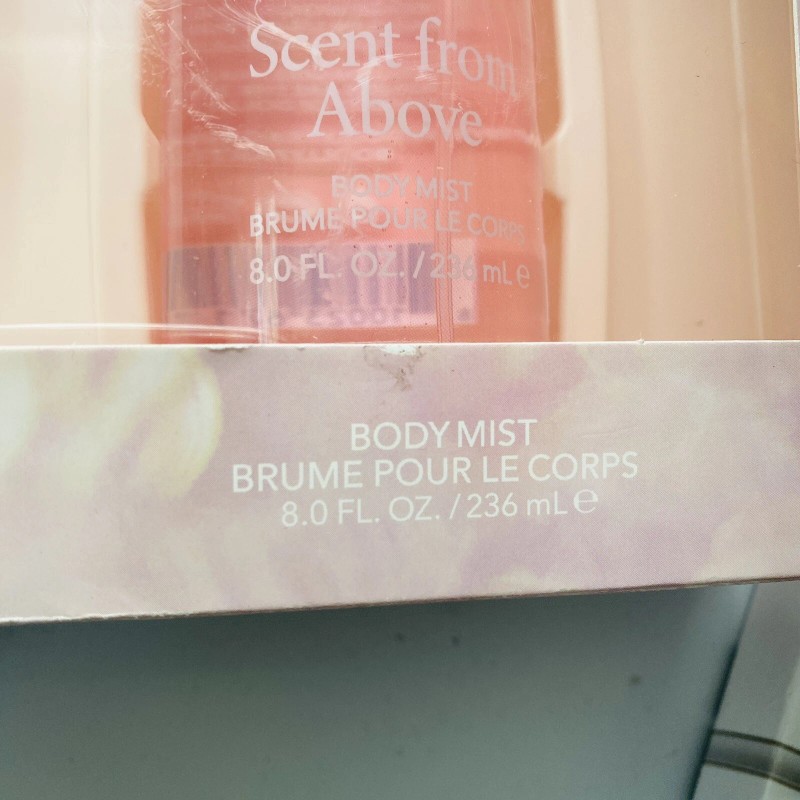 Scent from
Above
BODY MIST
BRUME POUR LE CORPS
8.0 FL. OZ. / 236 mL ℮
BODY MIST
BRUME POUR LE CORPS
8.0 FL. OZ. / 236 mL ℮